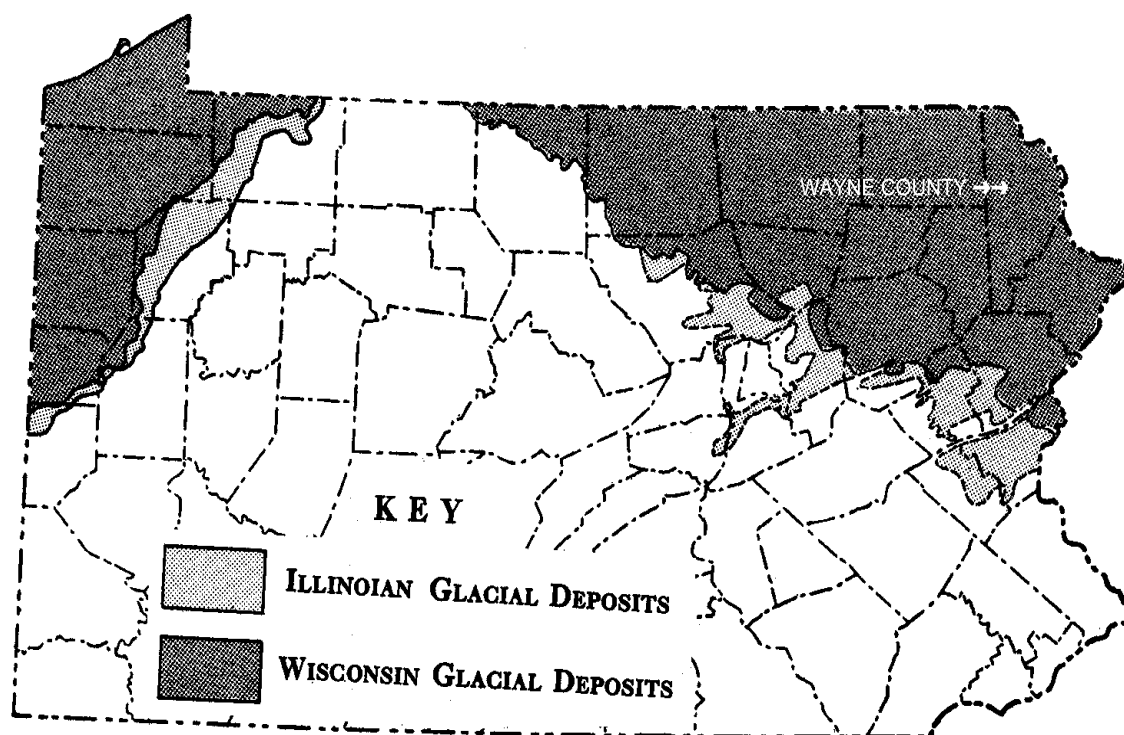 WAYNE COUNTY
KEY
ILLINOIAN GLACIAL DEPOSITS
WISCONSIN GLACIAL DEPOSITS